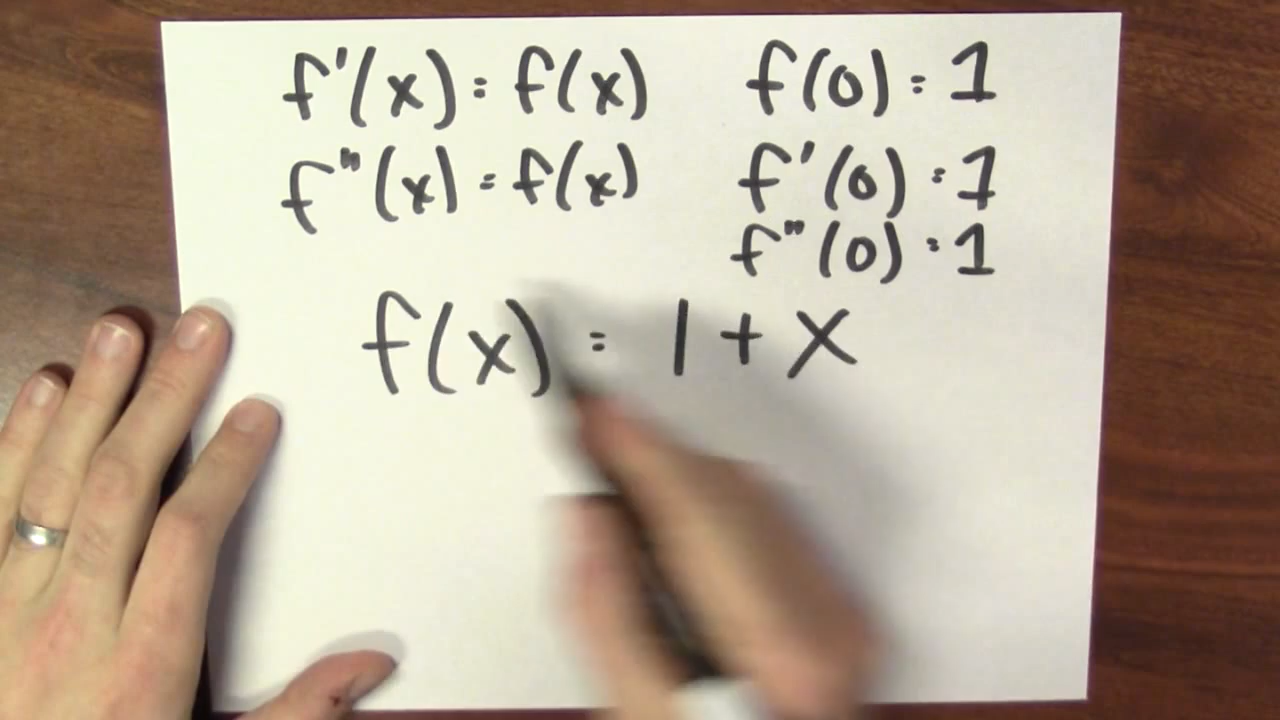 f'(x) = f(x) f(0) = 1
f''(x) = f(x) f'(0) = 1
f''(0) = 1
f(x) = 1 + x